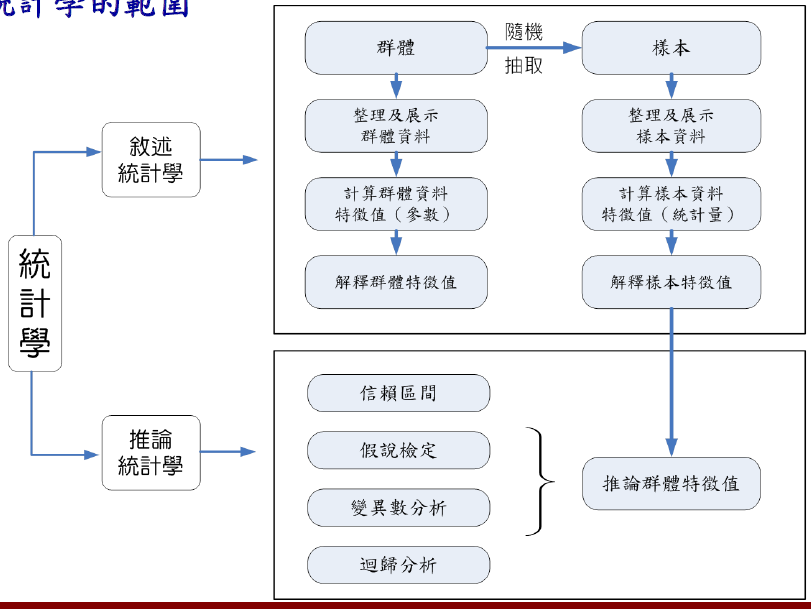 統計學的範圍
群體
隨機
抽取
樣本
整理及展示
群體資料
整理及展示
樣本資料
計算群體資料
特徵值（參數）
計算樣本資料
特徵值（統計量）
解釋群體特徵值
解釋樣本特徵值
敘述
統計學
統計學
推論
統計學
信賴區間
假說檢定
變異數分析
迴歸分析
推論群體特徵值